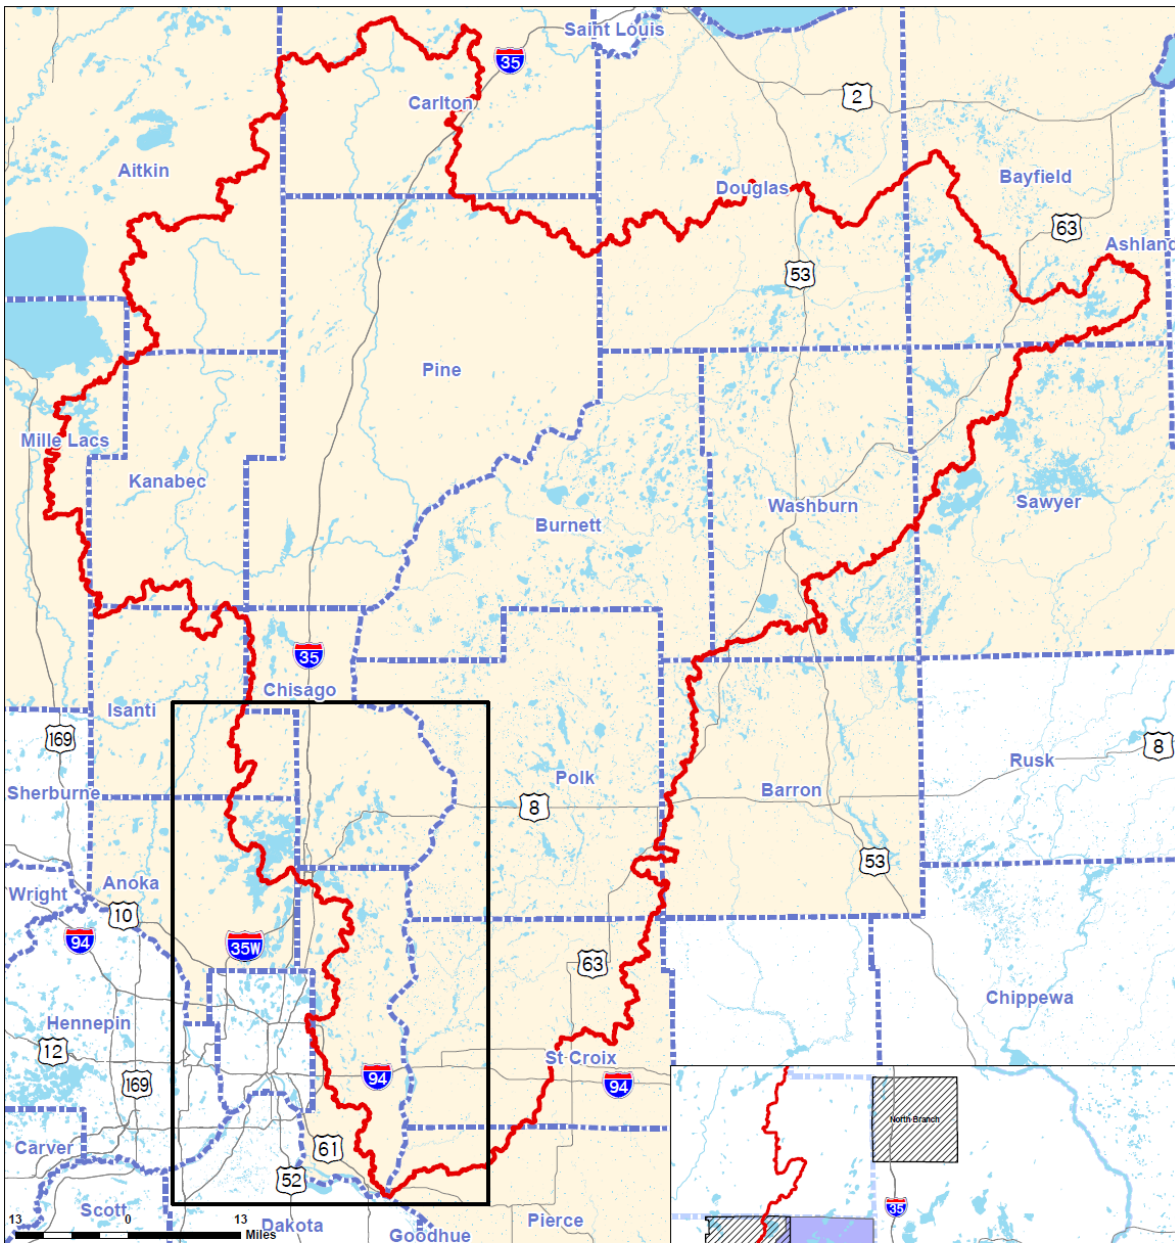 Saint Louis
35
Carlton
2
Aitkin
Bayfield
Douglas
63
Ashland
53
Pine
Mille Lacs
Kanabec
Sawyer
Washburn
Burnett
35
Chisago
Isanti
169
8
Rusk
Polk
Sherburne
Barron
8
53
Anoka
Wright
10
94
35W
63
Chippewa
Hennepin
12
St Croix
94
94
169
North Branch
Carver
61
52
35
Scott
13
0
13
Miles
Dakota
Pierce
Goodhue